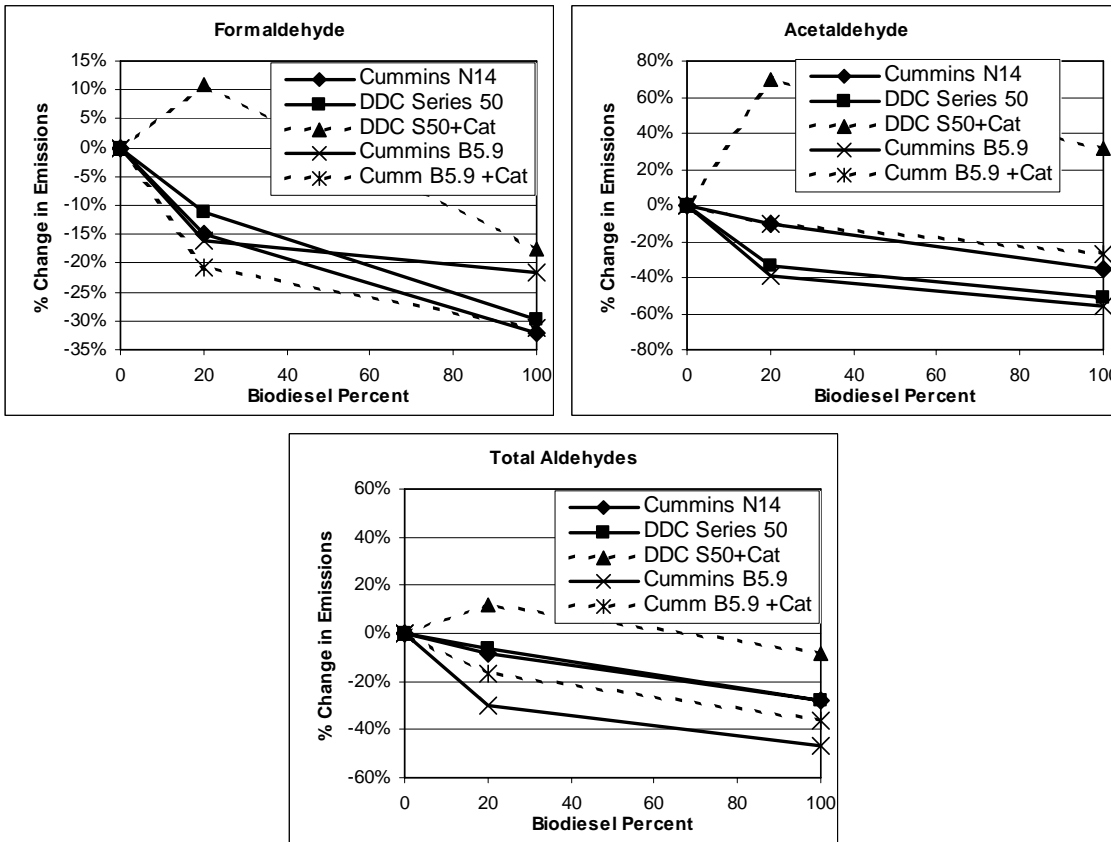 Formaldehyde
% Change in Emissions
15%
10%
5%
0%
-5%
-10%
-15%
-20%
-25%
-30%
-35%
0 20 40 60 80 100
Biodiesel Percent
Cummins N14
DDC Series 50
DDC S50+Cat
Cummins B5.9
Cumm B5.9 +Cat
Acetaldehyde
% Change in Emissions
80%
60%
40%
20%
0%
-20%
-40%
-60%
-80%
0 20 40 60 80 100
Biodiesel Percent
Cummins N14
DDC Series 50
DDC S50+Cat
Cummins B5.9
Cumm B5.9 +Cat
Total Aldehydes
% Change in Emissions
60%
40%
20%
0%
-20%
-40%
-60%
0 20 40 60 80 100
Biodiesel Percent
Cummins N14
DDC Series 50
DDC S50+Cat
Cummins B5.9
Cumm B5.9 +Cat